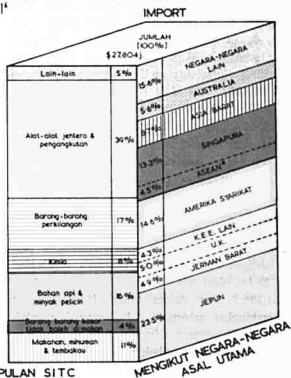 IMPORT
JUMLAH
[100%]
$27804)
Lain-lain 5%
Alat-alat jentera &
pengangkutan
39%
Barang-barang
perkilangan
17%
Kimia 8%
Bahan api &
minyak pelicin
16%
Barang barang kasar
tidak boleh dimakan
4%
Makanan, minuman
& tembakau
11%
15.6% NEGARA-NEGARA
LAIN
5.6% AUSTRALIA
ASIA BARAT
13.3% SINGAPURA
4.5% ASEAN
14.6% AMERIKA SYARIKAT
4.3% K.E.E. LAIN
5.0% U.K.
4.9% JERMAN BARAT
23.5% JEPUN
PULAN SITC
MENGIKUT NEGARA-NEGARA
ASAL UTAMA